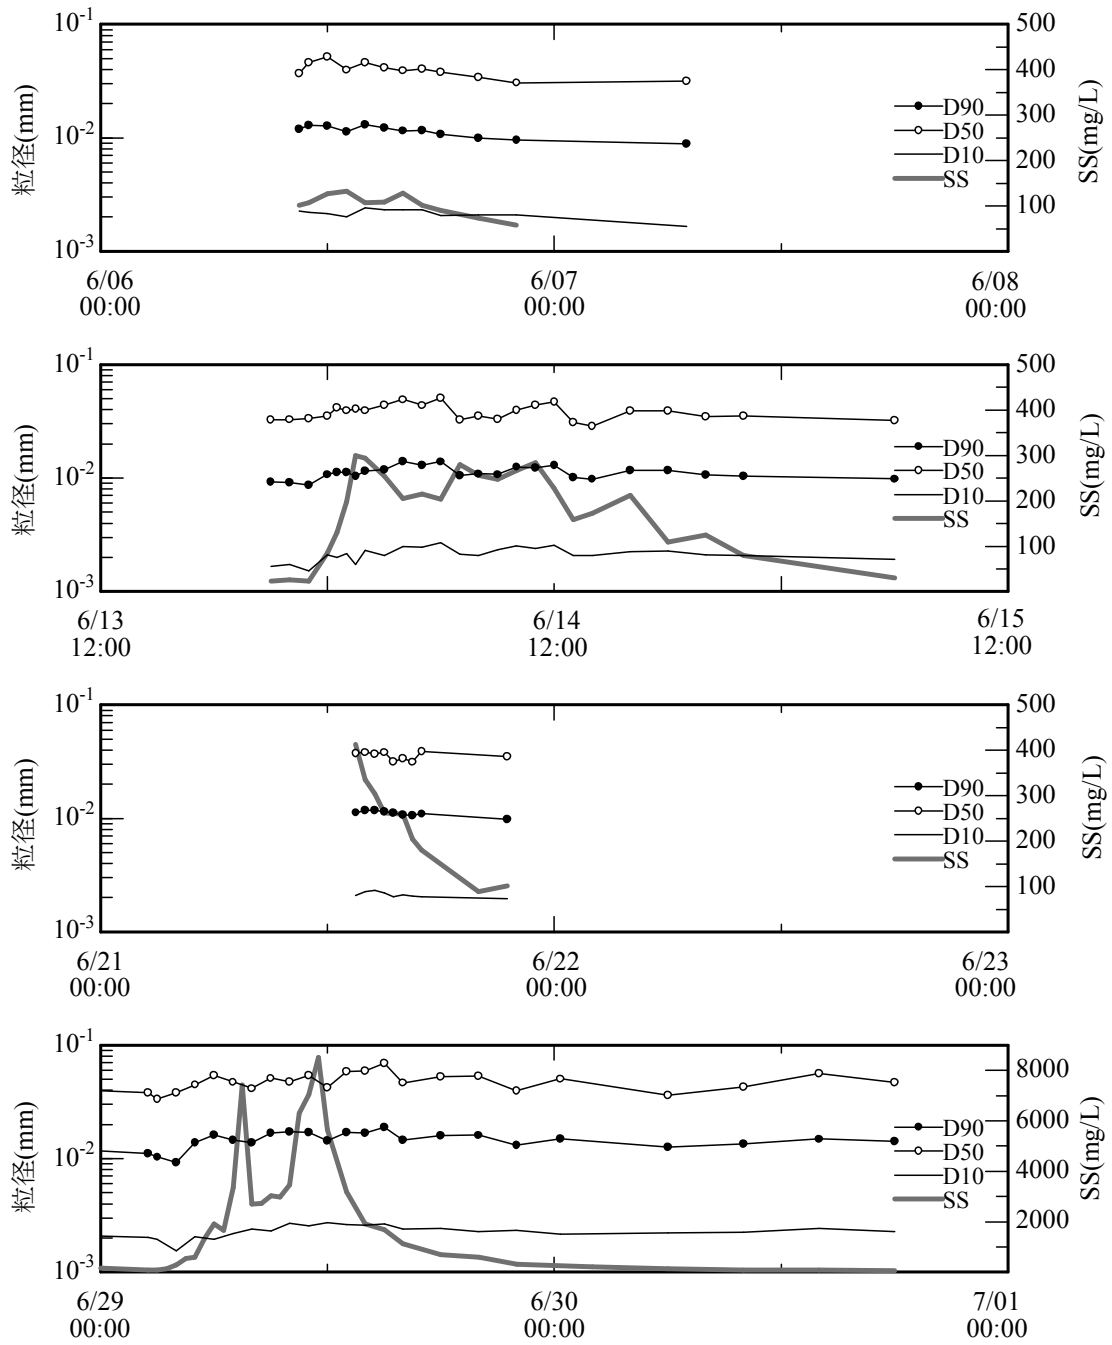 10-1
500
400
D90
300
粒径(mm)
D50
SS(mg/L)
10-2
D10
200
SS
100
10-3
6/06
6/07
6/08
00:00
00:00
00:00
10-1
500
400
D90
300
粒径(mm)
D50
SS(mg/L)
10-2
D10
200
SS
100
10-3
6/13
6/14
6/15
12:00
12:00
12:00
10-1
500
400
D90
300
粒径(mm)
D50
SS(mg/L)
10-2
D10
200
SS
100
10-3
6/21
6/22
6/23
00:00
00:00
00:00
10-1
8000
6000
D90
粒径(mm)
D50
SS(mg/L)
10-2
4000
D10
SS
2000
10-3
6/29
6/30
7/01
00:00
00:00
00:00